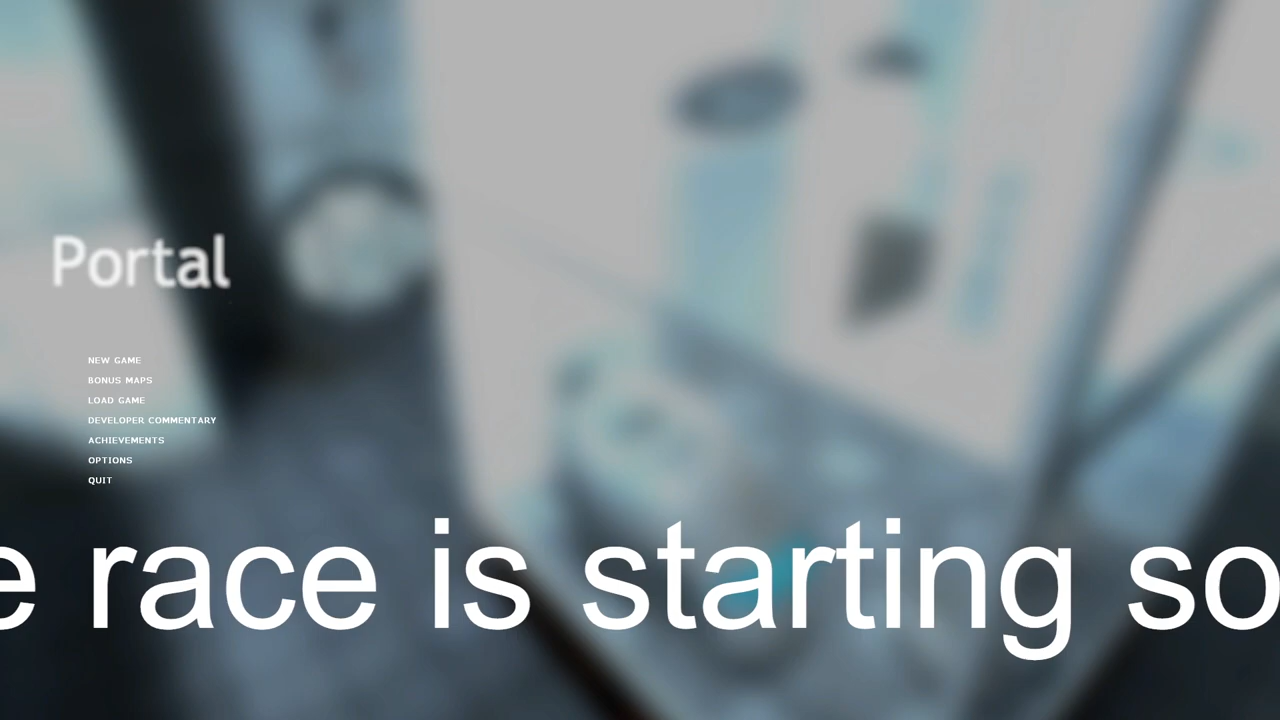 Portal
NEW GAME
BONUS MAPS
LOAD GAME
DEVELOPER COMMENTARY
ACHIEVEMENTS
OPTIONS
QUIT
e race is starting so